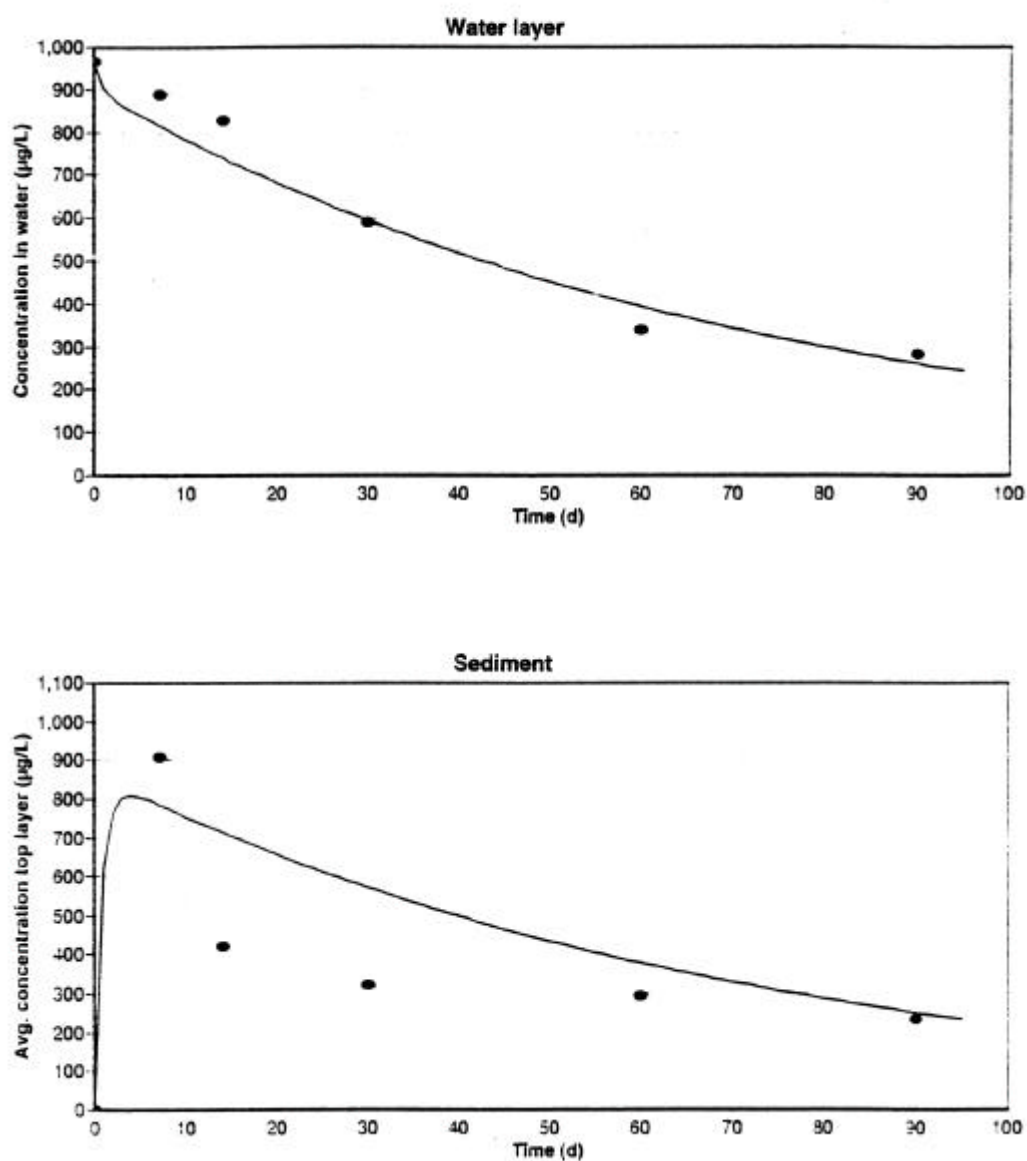 Water layer
Concentration in water (µg/L)
1,000
900
800
700
600
500
400
300
200
100
0
0 10 20 30 40 50 60 70 80 90 100
Time (d)
Sediment
Avg. concentration top layer (µg/L)
1,100
1,000
900
800
700
600
500
400
300
200
100
0
0 10 20 30 40 50 60 70 80 90 100
Time (d)